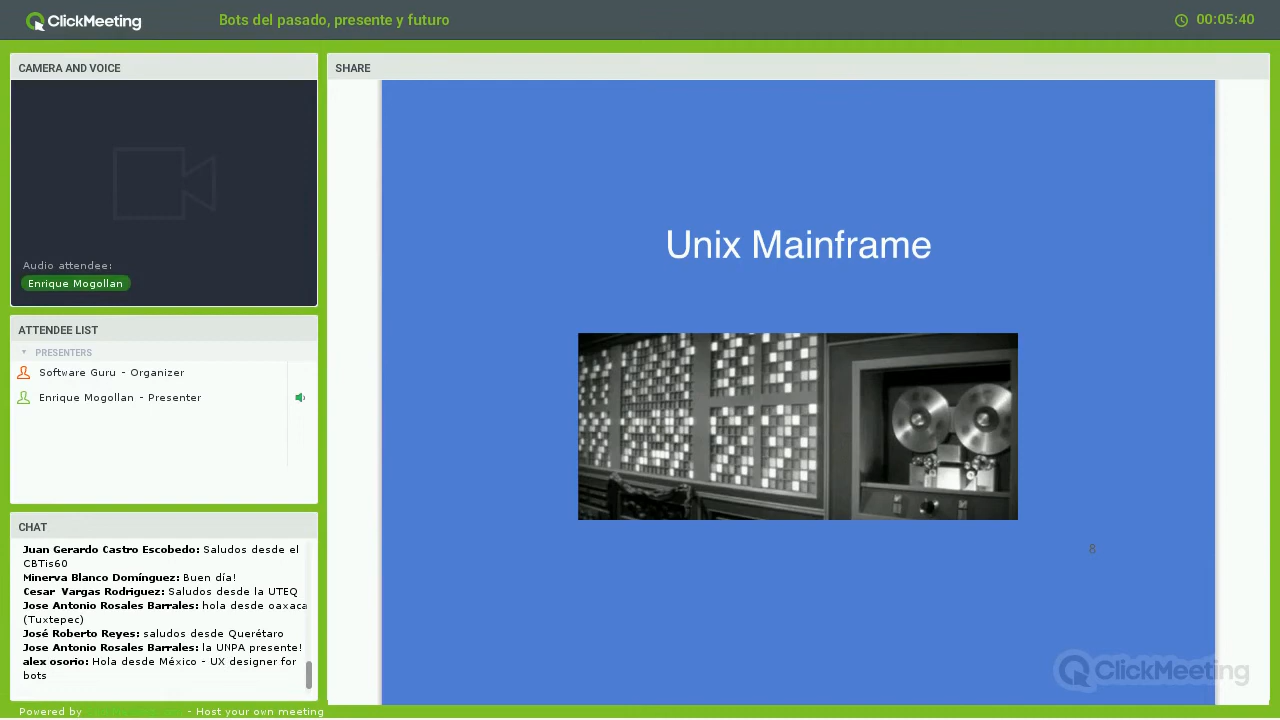 ClickMeeting
Bots del pasado, presente y futuro
00:05:40
CAMERA AND VOICE
Audio attendee:
Enrique Mogollan
ATTENDEE LIST
PRESENTERS
Software Guru - Organizer
Enrique Mogollan - Presenter
CHAT
Juan Gerardo Castro Escobedo: Saludos desde el
CBTis60
Minerva Blanco Domínguez: Buen día!
Cesar Vargas Rodriguez: Saludos desde la UTEQ
Jose Antonio Rosales Barrales: hola desde oaxaca
(Tuxtepec)
José Roberto Reyes: saludos desde Querétaro
Jose Antonio Rosales Barrales: la UNPA presente!
alex osorio: Hola desde México - UX designer for
bots
Powered by - Host your own meeting
SHARE
Unix Mainframe
8
ClickMeeting